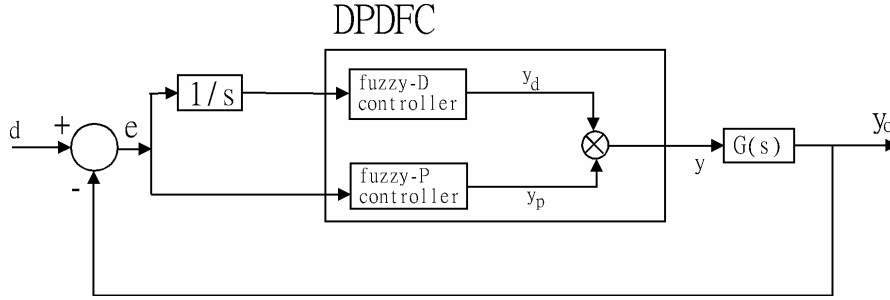 DPDFC
fuzzy-D
controller
y_d
1/s
d
+
e
-
fuzzy-P
controller
y_p
y
G(s)
y_o